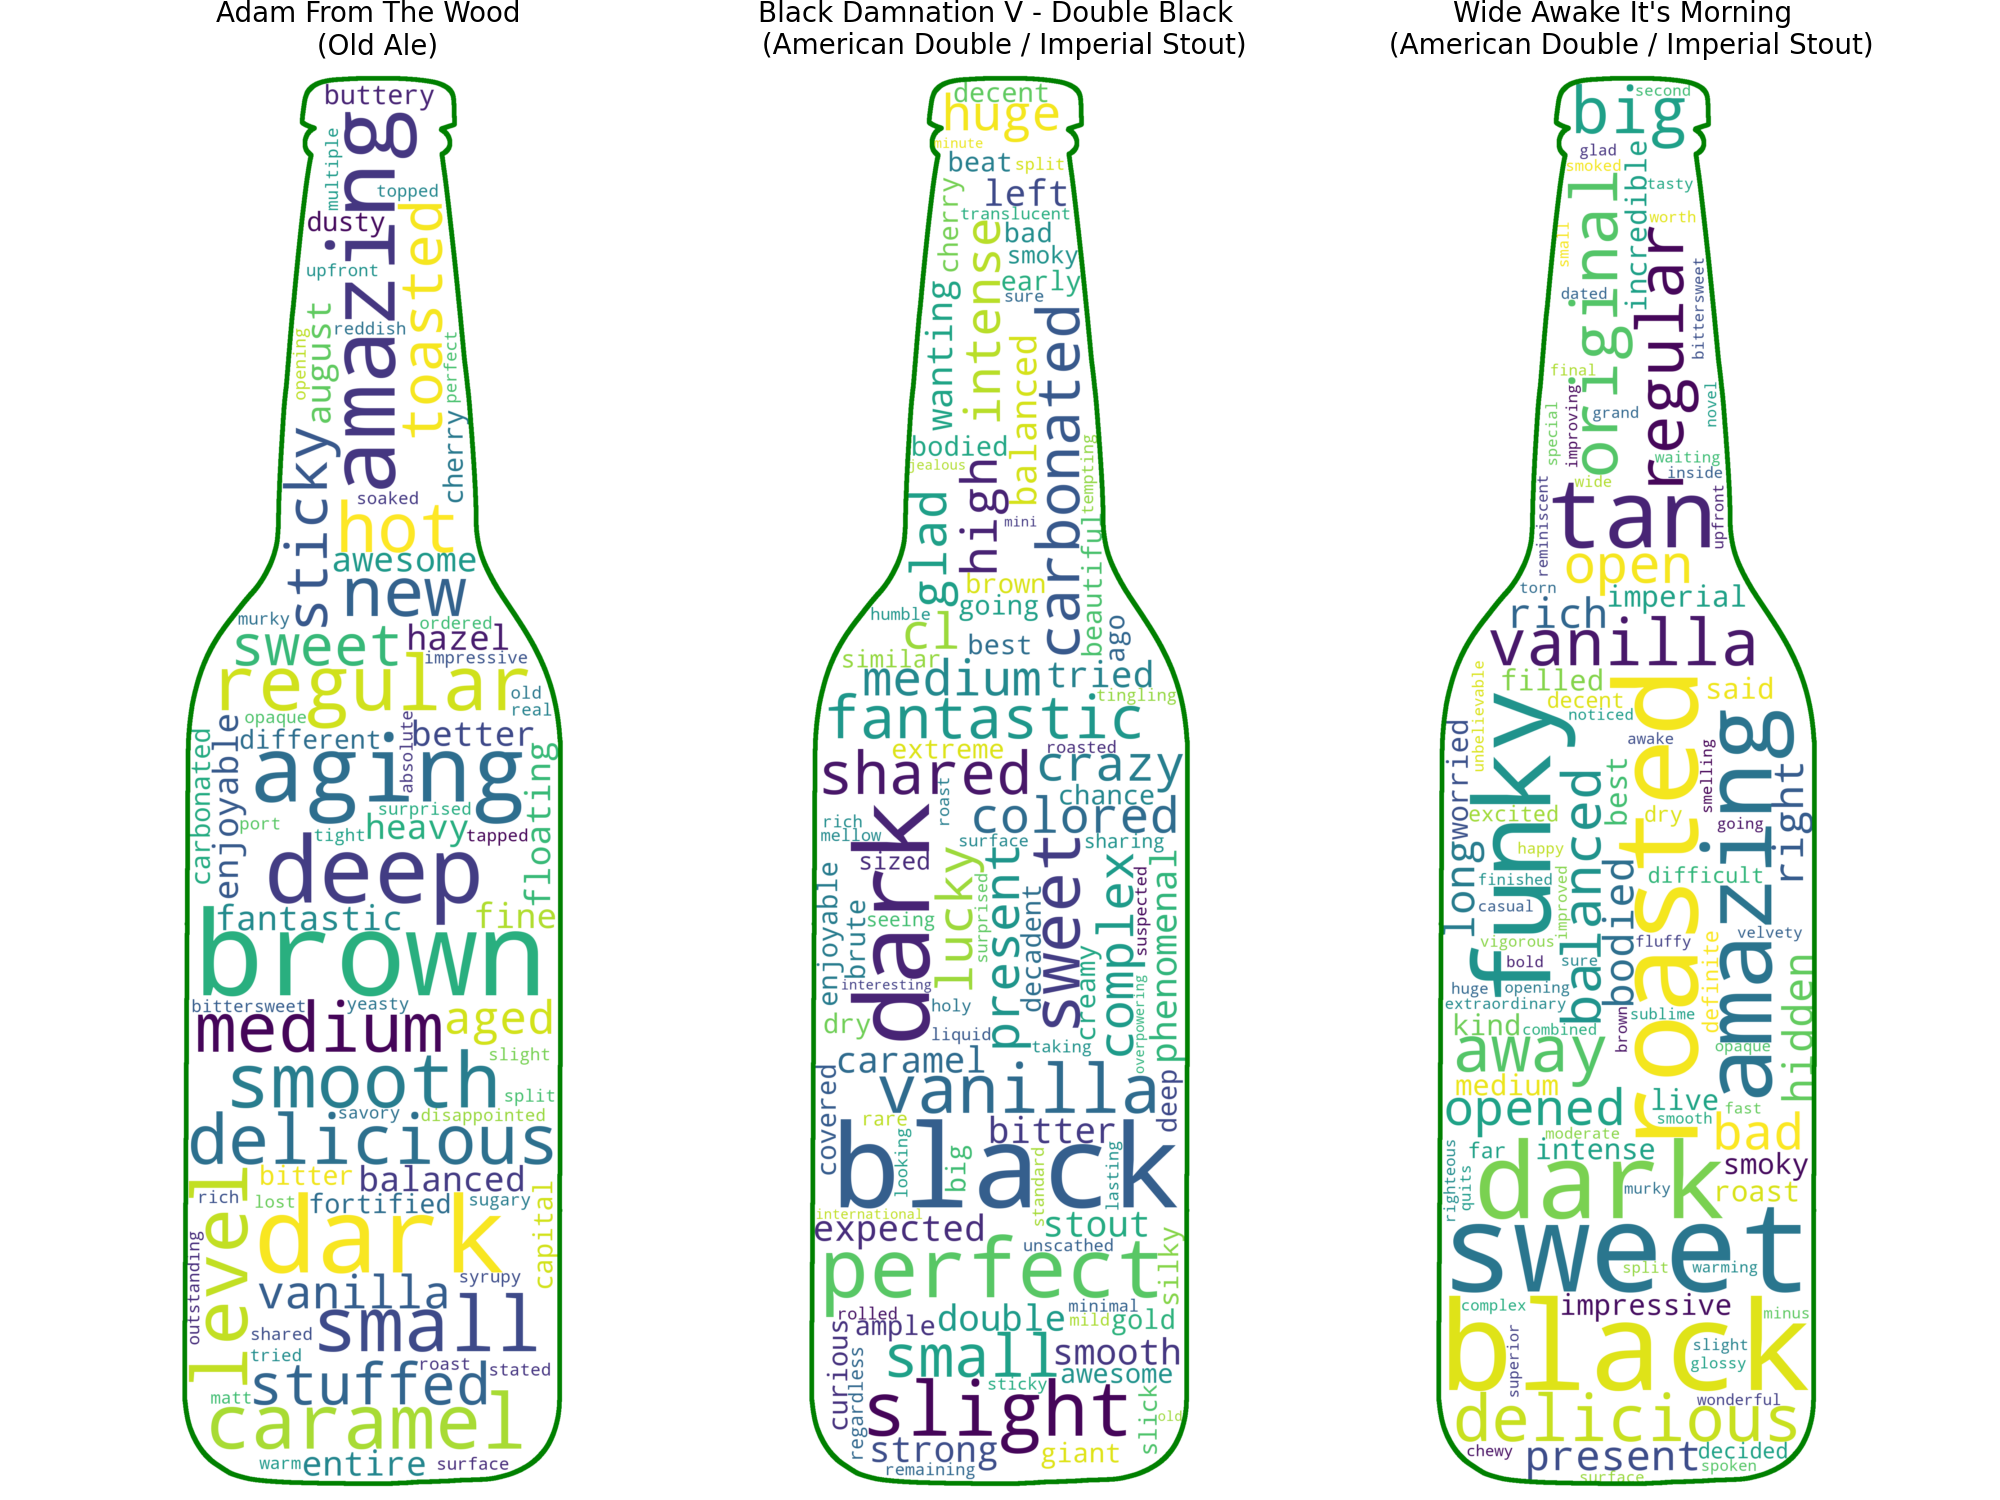 Adam From The Wood
(Old Ale)
buttery
amazing
multiple
topped
toasted
dusty
upfront
august
reddish
opening
perfect
cherry
sticky
soaked
hot
awesome
new
murky
ordered
sweet
hazel
impressive
regular
old
real
opaque
enjoyable
different
absolute
better
carbonated
aging
floating
surprised
port
tight
heavy
tapped
deep
fantastic
fine
brown
bittersweet
yeasty
medium
aged
slight
smooth
split
savory
disappointed
delicious
bitter
balanced
level
rich
lost
fortified
sugary
capital
dark
outstanding
syrupy
vanilla
small
shared
tried
roast
stated
stuffed
matt
caramel
warm
entire
surface
Black Damnation V - Double Black
(American Double / Imperial Stout)
decent
huge
minute
beat
split
left
cherry
translucent
intense
bad
smoky
early
sure
wanting
carbonated
balanced
bodied
jealous
high
tempting
glad
mini
beautiful
brown
going
humble
cl
best
ago
similar
medium
tried
tingling
fantastic
extreme
roasted
shared
crazy
roast
chance
dark
colored
rich
mellow
surface
sharing
sized
lucky
present
sweet
complex
phenomenal
enjoyable
surprised
suspected
brute
seeing
decadent
creamy
interesting
holy
overpowering
dry
liquid
taking
caramel
covered
vanilla
deep
rare
bitter
black
looking
big
standard
lasting
international
expected
stout
unscathed
perfect
silky
rolled
minimal
curious
ample
double
mild
gold
regardless
small
smooth
awesome
sticky
slight
slick
old
strong
giant
remaining
Wide Awake It's Morning
(American Double / Imperial Stout)
big
second
glad
smoked
incredible
original
tasty
worth
small
regular
dated
bittersweet
final
improving
novel
special
grand
waiting
inside
wide
reminiscent
tan
upfront
open
torn
imperial
rich
vanilla
unbelievable
filled
roasted
said
decent
funky
noticed
amazing
worried
awake
smelling
best
right
balanced
excited
dry
going
long
happy
bodied
difficult
finished
improved
casual
velvety
vigorous
fluffy
definite
bold
sure
hidden
huge
opening
extraordinary
brown
sublime
kind
combined
away
opaque
medium
opened
live
fast
smooth
bad
moderate
righteous
far
intense
quits
dark
smoky
murky
roast
sweet
split
warming
complex
impressive
minus
black
superior
slight
glossy
wonderful
delicious
chewy
present
decided
spoken
surface